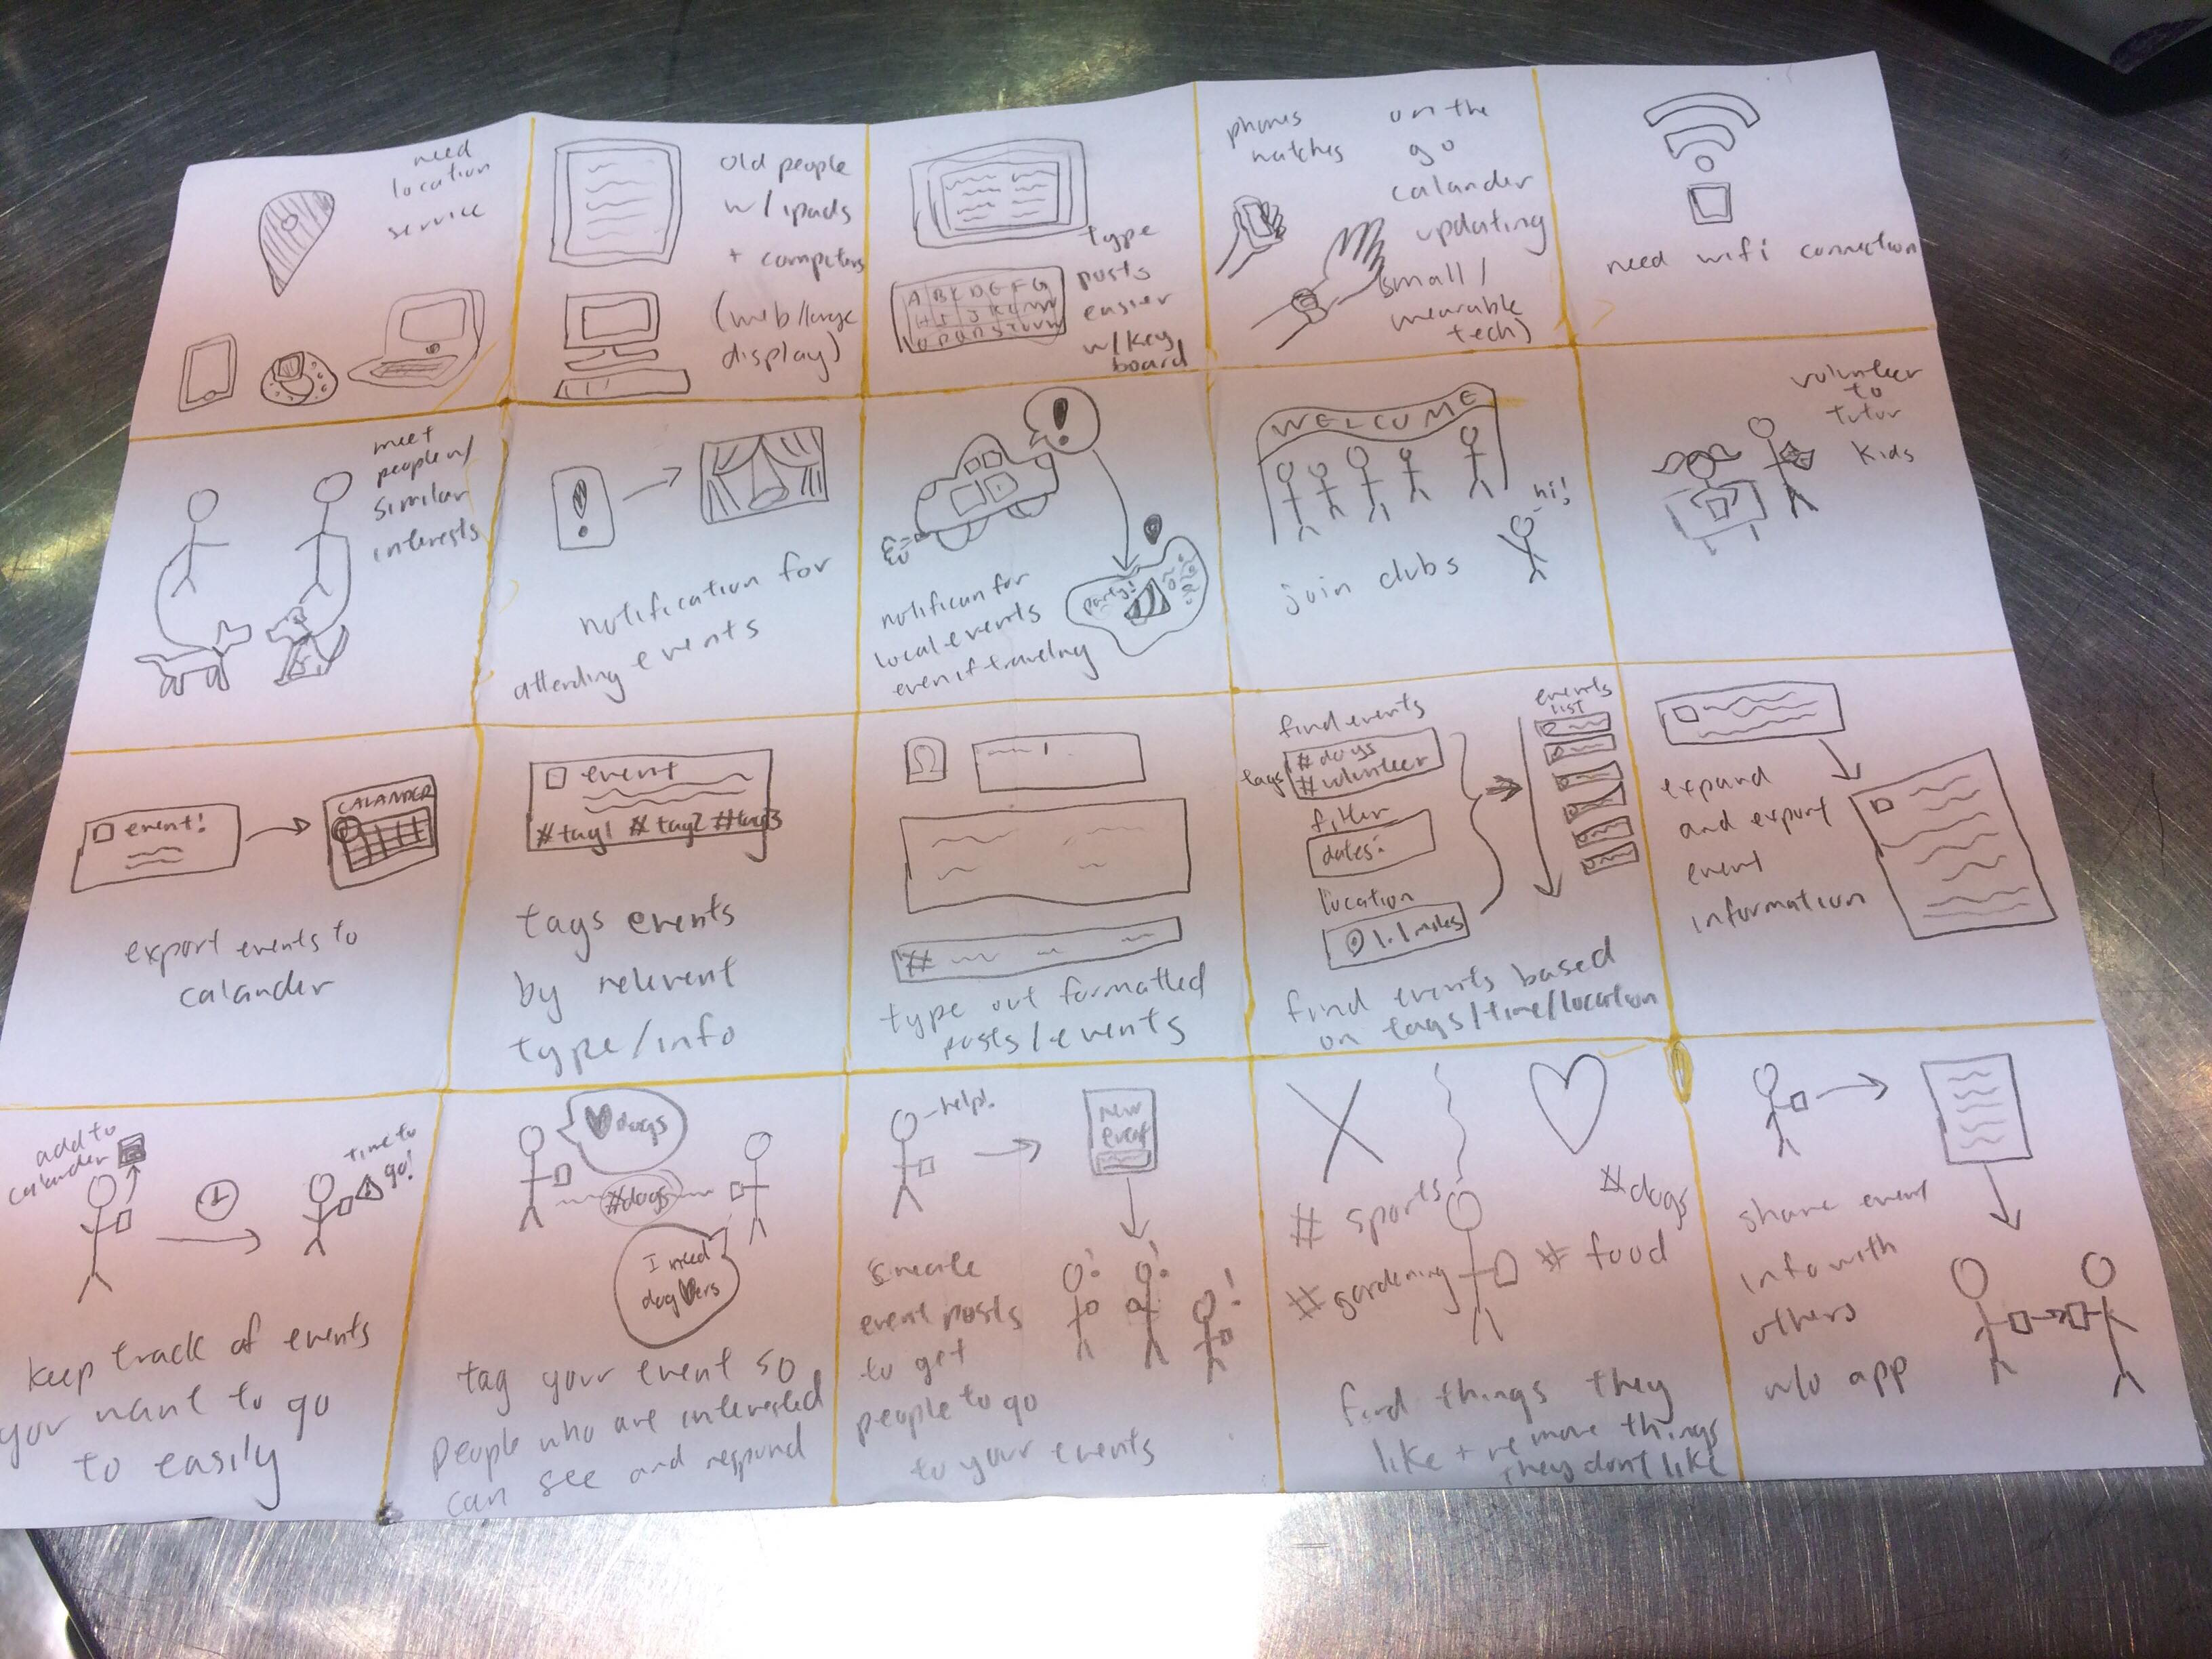 need
location
service
old people
w/ ipads
+ computers
(web/large
display)
type
posts
easier
w/key
board
A B C D E F G
phones
watches
on the
go
calander
updating
(small/
wearable
tech)
need wifi connection
meet
people w/
similar
interests
!
notification for
attending events
!
party!
notificaun for
local events
even if traveling
WELCOME
hi!
join clubs
volunteer
to
tutor
kids
event!
CALANDER
export events to
calander
event
#tag1 #tag2 #tag3
tags events
by relevent
type/info
#
type out formatted
posts/events
find events
tags
#dogs
#volunteer
filter
dates:
location
1.1 miles
events
list
find events based
on tags/time/location
expand
and export
event
information
add to
calander
time to
go!
keep track of events
you want to go
to easily
dogs
#dogs
I need
dog
tag your event so
people who are interested
can see and respond
help!
new
event
! ! !
create
event posts
to get
people to go
to your events
# sports
#dogs
#gardening
# food
find things they
like + remove things
they dont like
share event
info with
others
w/o app